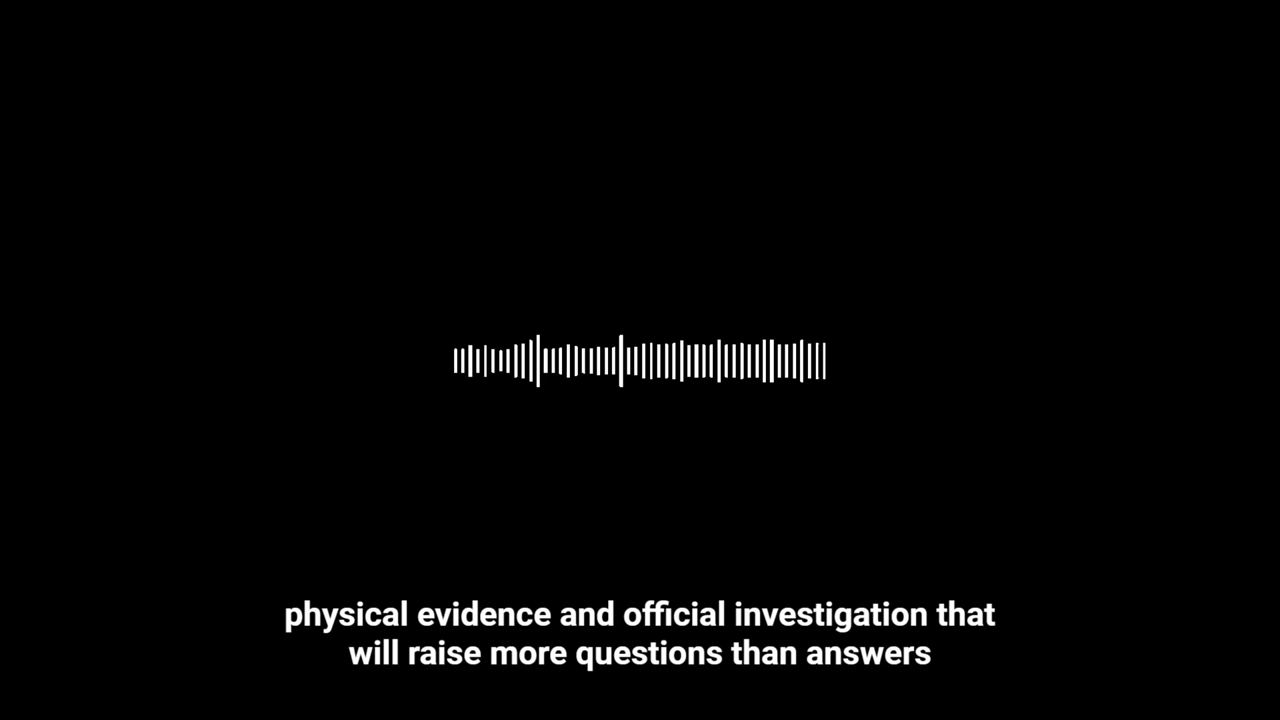 physical evidence and official investigation that
will raise more questions than answers